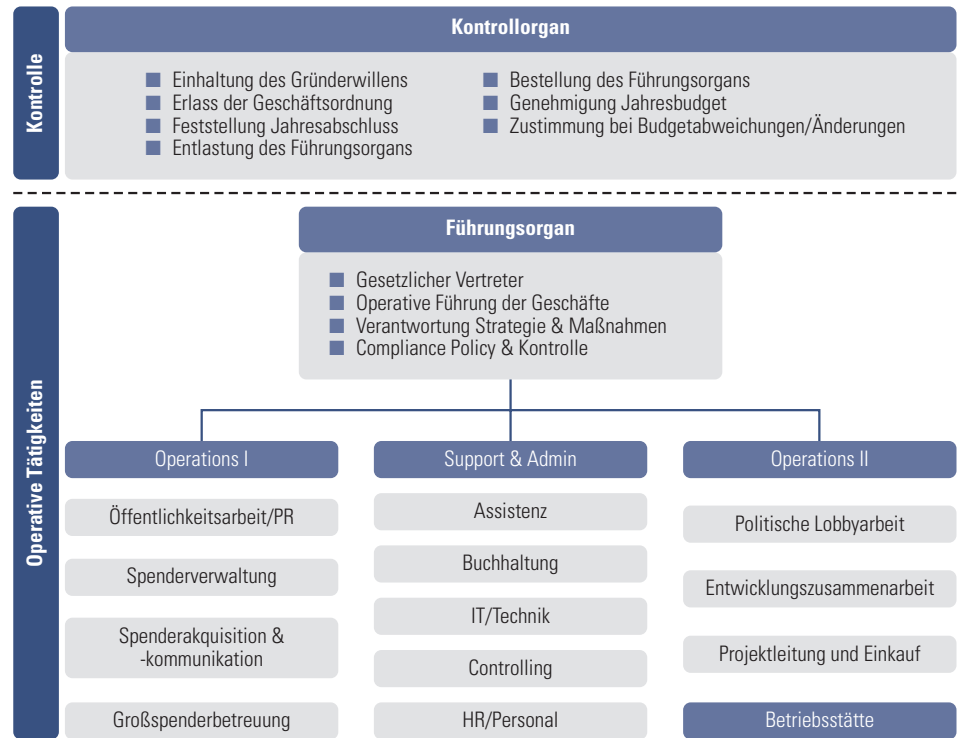 Kontrolle
Kontrollorgan
Einhaltung des Gründerwillens
Erlass der Geschäftsordnung
Feststellung Jahresabschluss
Entlastung des Führungsorgans
Bestellung des Führungsorgans
Genehmigung Jahresbudget
Zustimmung bei Budgetabweichungen/Änderungen
Operative Tätigkeiten
Führungsorgan
Gesetzlicher Vertreter
Operative Führung der Geschäfte
Verantwortung Strategie & Maßnahmen
Compliance Policy & Kontrolle
Operations I
Öffentlichkeitsarbeit/PR
Spenderverwaltung
Spenderakquisition &
-kommunikation
Großspenderbetreuung
Support & Admin
Assistenz
Buchhaltung
IT/Technik
Controlling
HR/Personal
Operations II
Politische Lobbyarbeit
Entwicklungszusammenarbeit
Projektleitung und Einkauf
Betriebsstätte